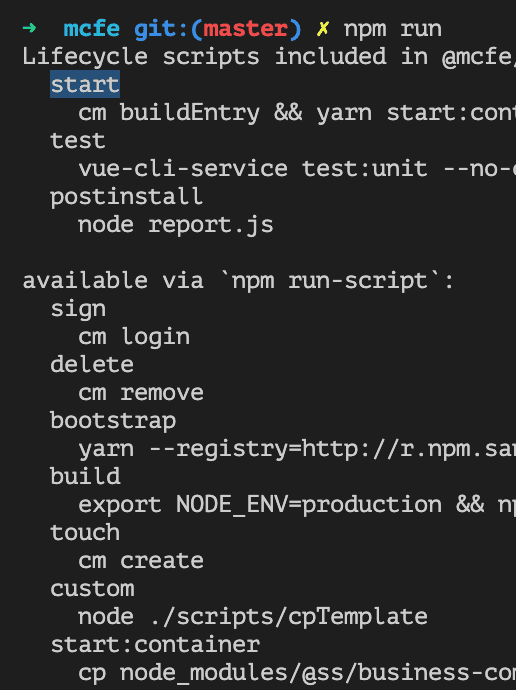 ➜ mcfe git:(master) ✗ npm run
Lifecycle scripts included in @mcfe/
start
cm buildEntry && yarn start:cont
test
vue-cli-service test:unit --no-c
postinstall
node report.js
available via `npm run-script`:
sign
cm login
delete
cm remove
bootstrap
yarn --registry=http://r.npm.san
build
export NODE_ENV=production && np
touch
cm create
custom
node ./scripts/cpTemplate
start:container
cp node_modules/@ss/business-com